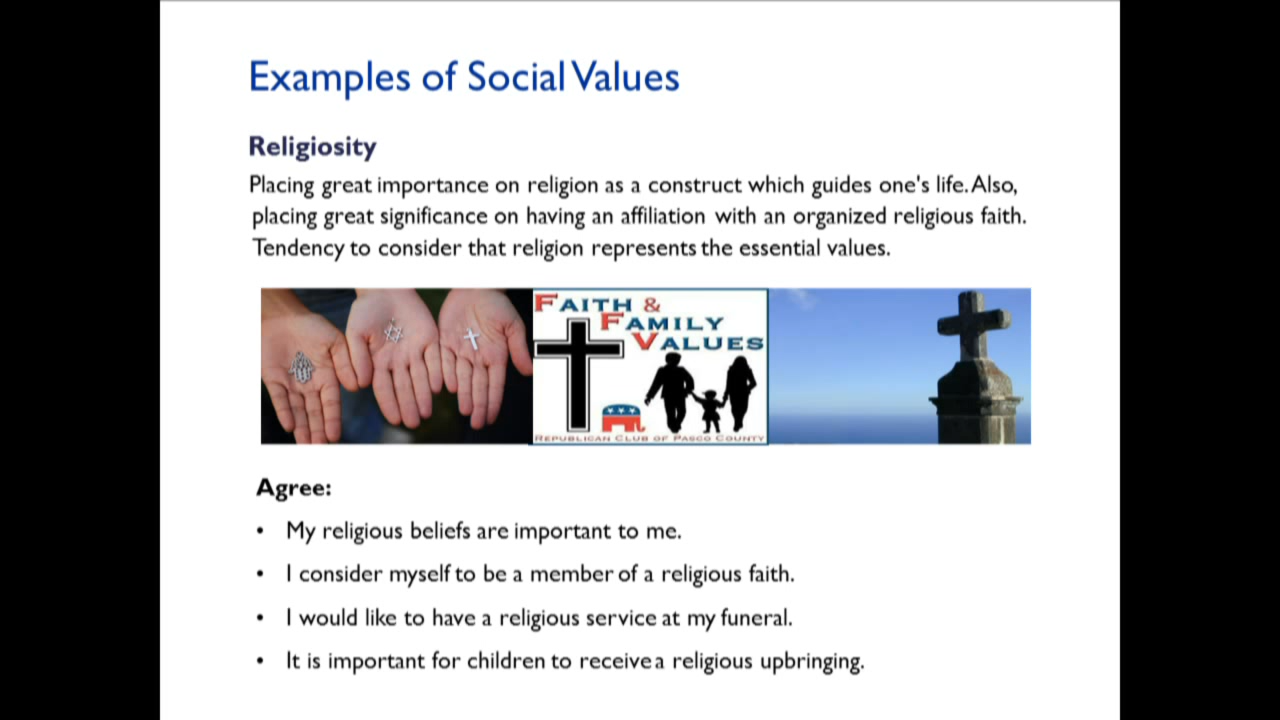 Examples of Social Values
Religiosity
Placing great importance on religion as a construct which guides one's life. Also,
placing great significance on having an affiliation with an organized religious faith.
Tendency to consider that religion represents the essential values.
FAITH &
FAMILY
VALUES
REPUBLICAN CLUB OF PASCO COUNTY
Agree:
• My religious beliefs are important to me.
• I consider myself to be a member of a religious faith.
• I would like to have a religious service at my funeral.
• It is important for children to receive a religious upbringing.